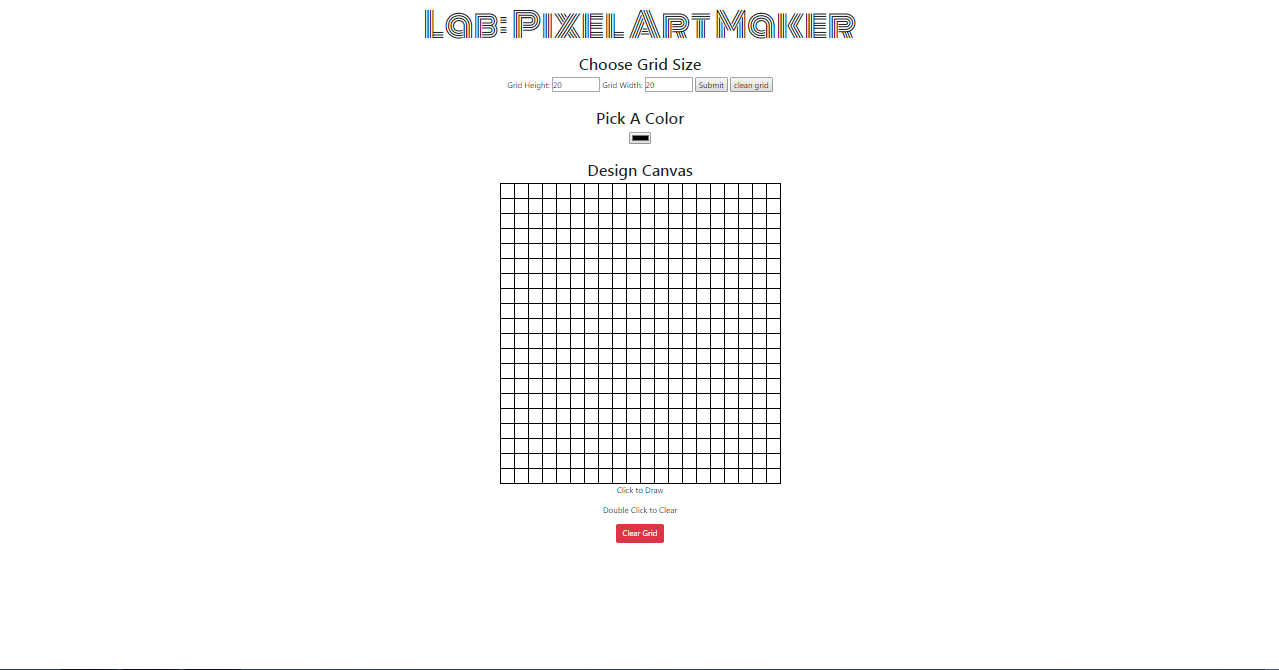 Lab: Pixel Art Maker
Choose Grid Size
Grid Height: 20 Grid Width: 20 Submit clean grid
Pick A Color
Design Canvas
Click to Draw
Double Click to Clear
Clear Grid